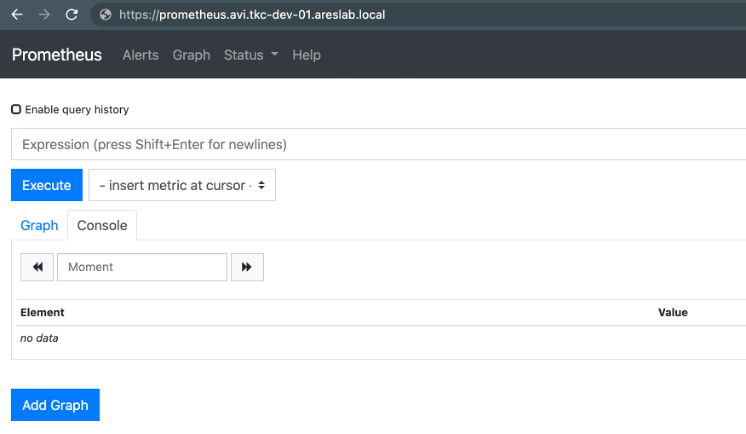 https://prometheus.avi.tkc-dev-01.areslab.local
Prometheus Alerts Graph Status Help
Enable query history
Expression (press Shift+Enter for newlines)
Execute - insert metric at cursor -
Graph Console
Moment
Element Value
no data
Add Graph